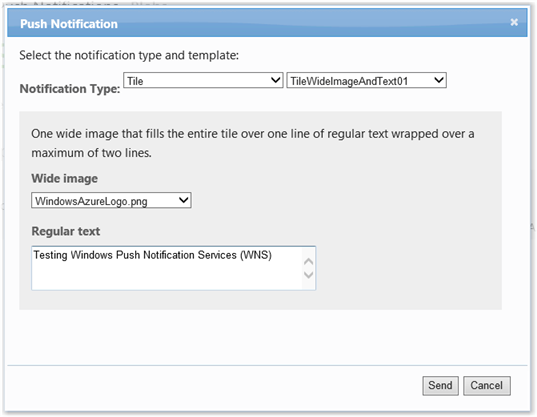 Push Notification
Select the notification type and template:
Notification Type: Tile TileWideImageAndText01
One wide image that fills the entire tile over one line of regular text wrapped over a
maximum of two lines.
Wide image
WindowsAzureLogo.png
Regular text
Testing Windows Push Notification Services (WNS)
Send Cancel